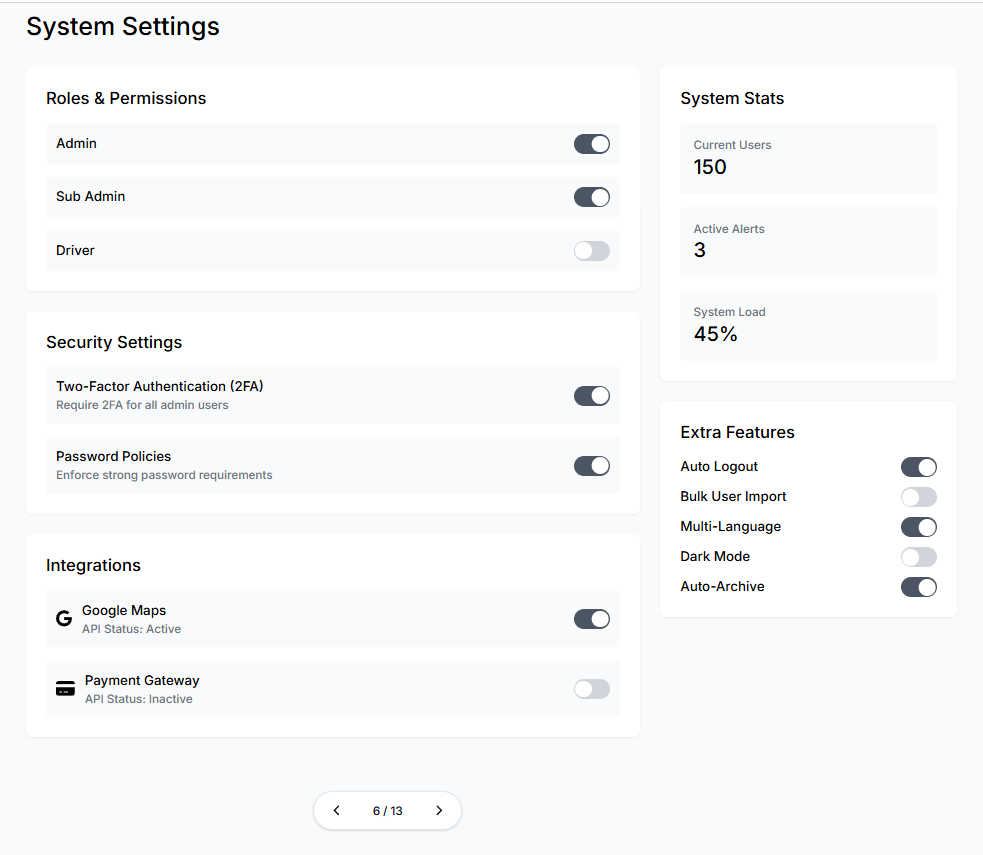 System Settings
Roles & Permissions
Admin
Sub Admin
Driver
Security Settings
Two-Factor Authentication (2FA)
Require 2FA for all admin users
Password Policies
Enforce strong password requirements
Integrations
Google Maps
API Status: Active
Payment Gateway
API Status: Inactive
System Stats
Current Users
150
Active Alerts
3
System Load
45%
Extra Features
Auto Logout
Bulk User Import
Multi-Language
Dark Mode
Auto-Archive
6 / 13